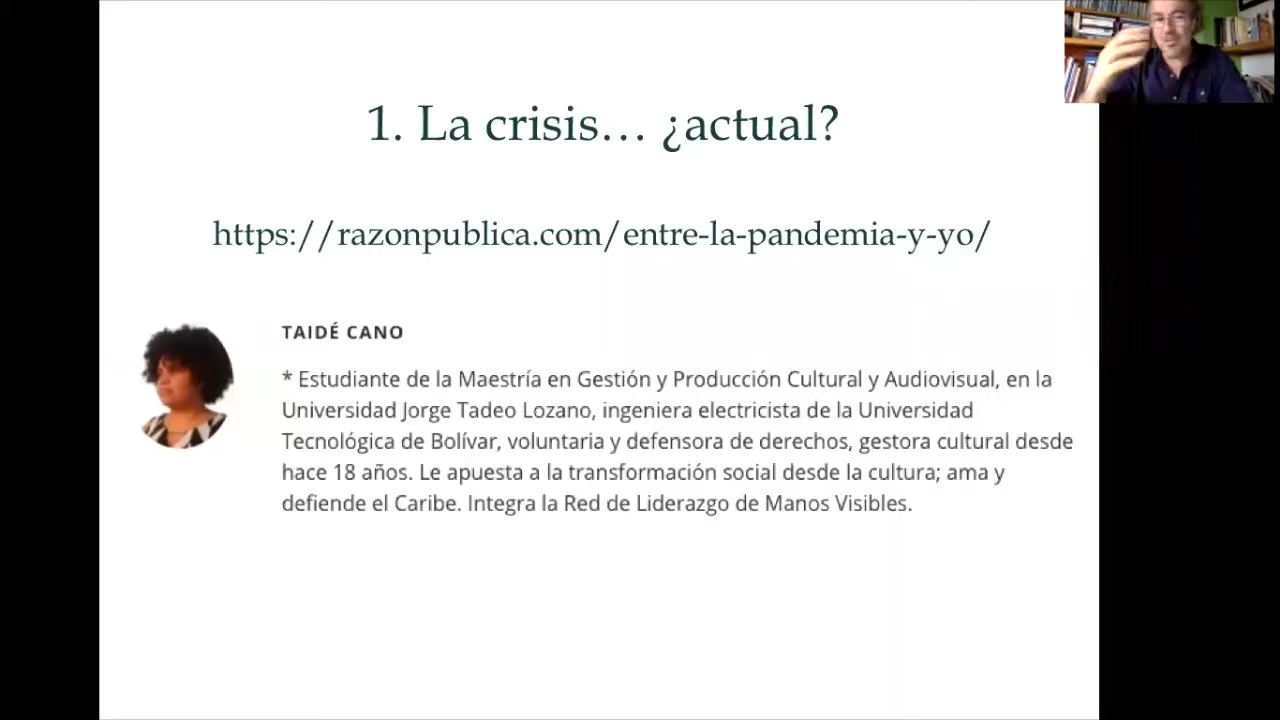 1. La crisis… ¿actual?
https://razonpublica.com/entre-la-pandemia-y-yo/
TAIDÉ CANO
* Estudiante de la Maestría en Gestión y Producción Cultural y Audiovisual, en la
Universidad Jorge Tadeo Lozano, ingeniera electricista de la Universidad
Tecnológica de Bolívar, voluntaria y defensora de derechos, gestora cultural desde
hace 18 años. Le apuesta a la transformación social desde la cultura; ama y
defiende el Caribe. Integra la Red de Liderazgo de Manos Visibles.